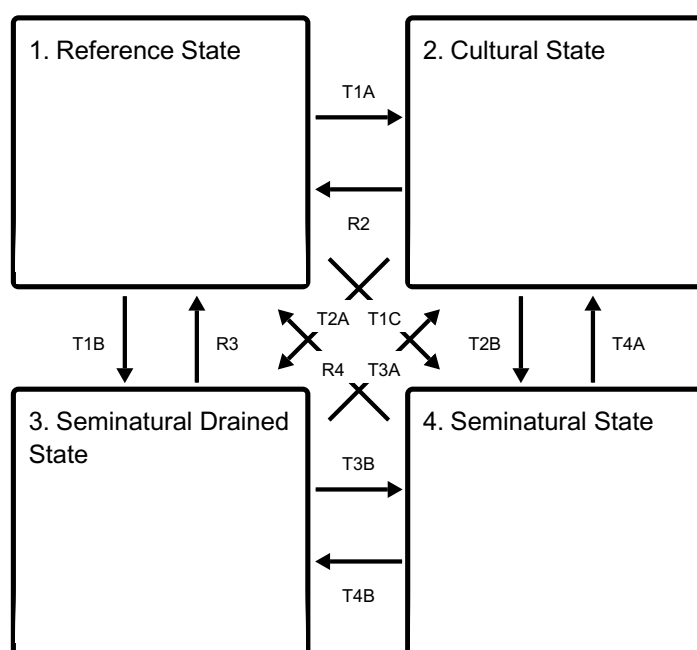 1. Reference State
2. Cultural State
T1A
R2
T2A
T1C
T1B
R3
T2B
T4A
R4
T3A
3. Seminatural Drained
State
4. Seminatural State
T3B
T4B